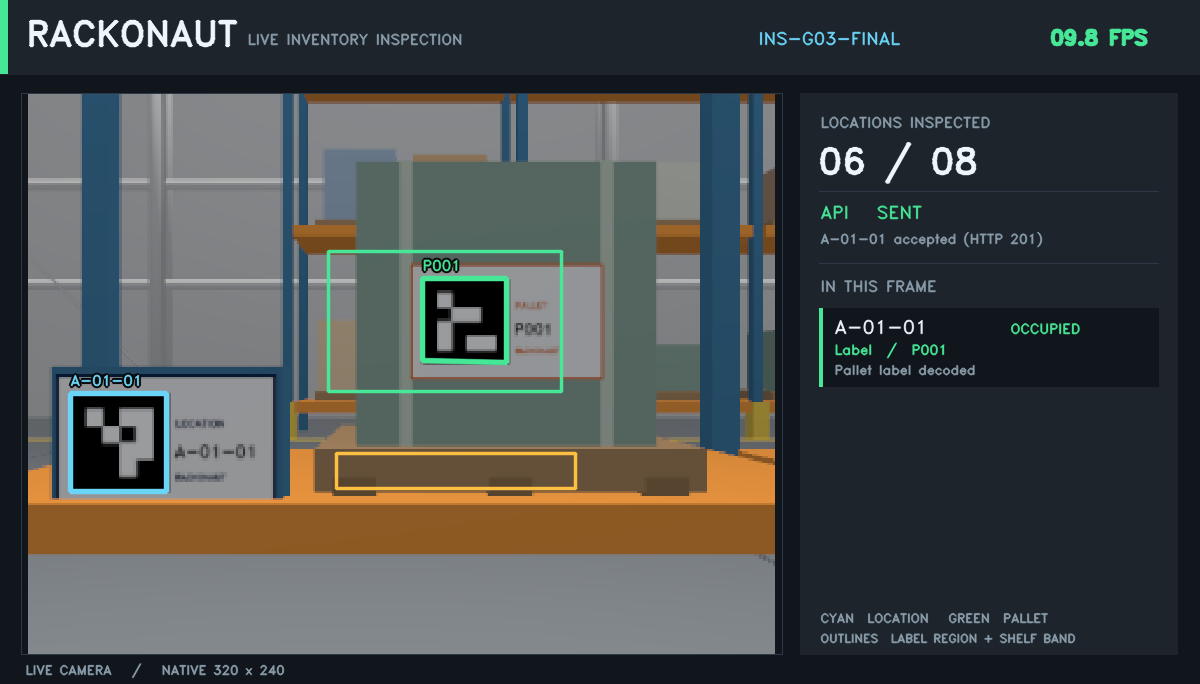 RACKONAUT LIVE INVENTORY INSPECTION
INS-G03-FINAL
09.8 FPS
P001
PALLET
P001
RACKONAUT
A-01-01
LOCATION
A-01-01
RACKONAUT
LIVE CAMERA / NATIVE 320 x 240
LOCATIONS INSPECTED
06 / 08
API SENT
A-01-01 accepted (HTTP 201)
IN THIS FRAME
A-01-01 OCCUPIED
Label / P001
Pallet label decoded
CYAN LOCATION GREEN PALLET
OUTLINES LABEL REGION + SHELF BAND